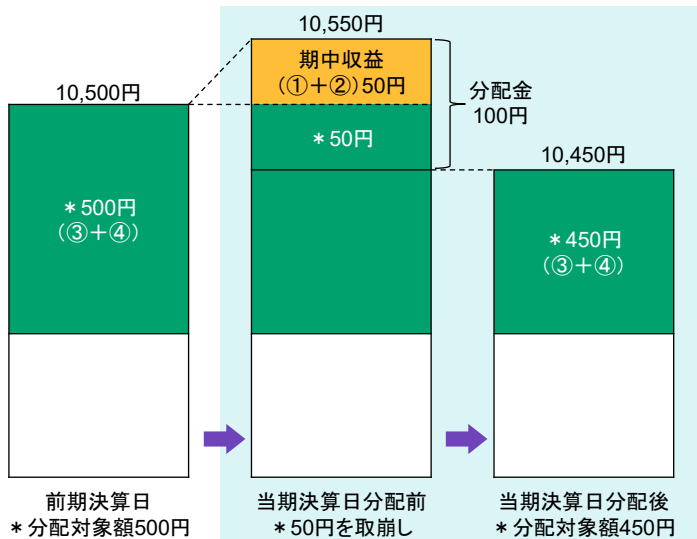 10,550円
期中収益
(①+②)50円
分配金
100円
10,500円
＊50円
10,450円
＊500円
(③+④)
＊450円
(③+④)
前期決算日
＊分配対象額500円
当期決算日分配前
＊50円を取崩し
当期決算日分配後
＊分配対象額450円